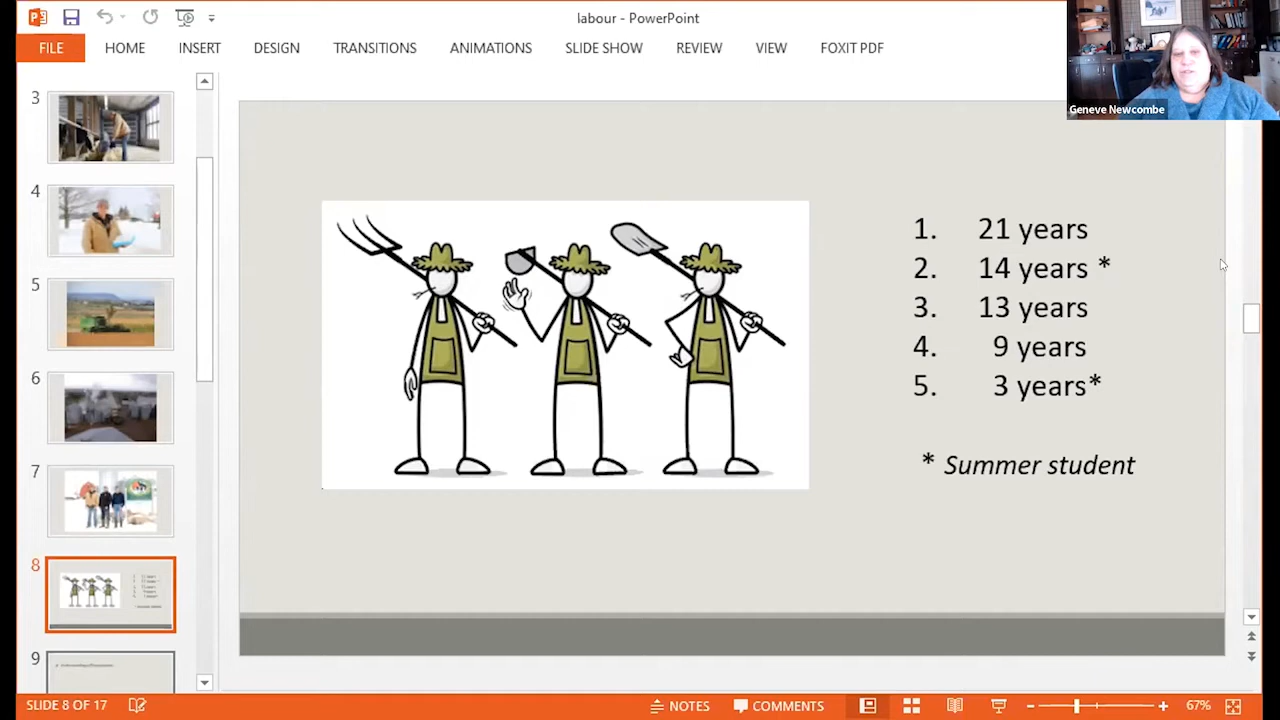 labour - PowerPoint
FILE HOME INSERT DESIGN TRANSITIONS ANIMATIONS SLIDE SHOW REVIEW VIEW FOXIT PDF
Geneve Newcombe
3
4
5
6
7
8
9
1. 21 years
2. 14 years *
3. 13 years
4. 9 years
5. 3 years*
* Summer student
SLIDE 8 OF 17
NOTES
COMMENTS
67%